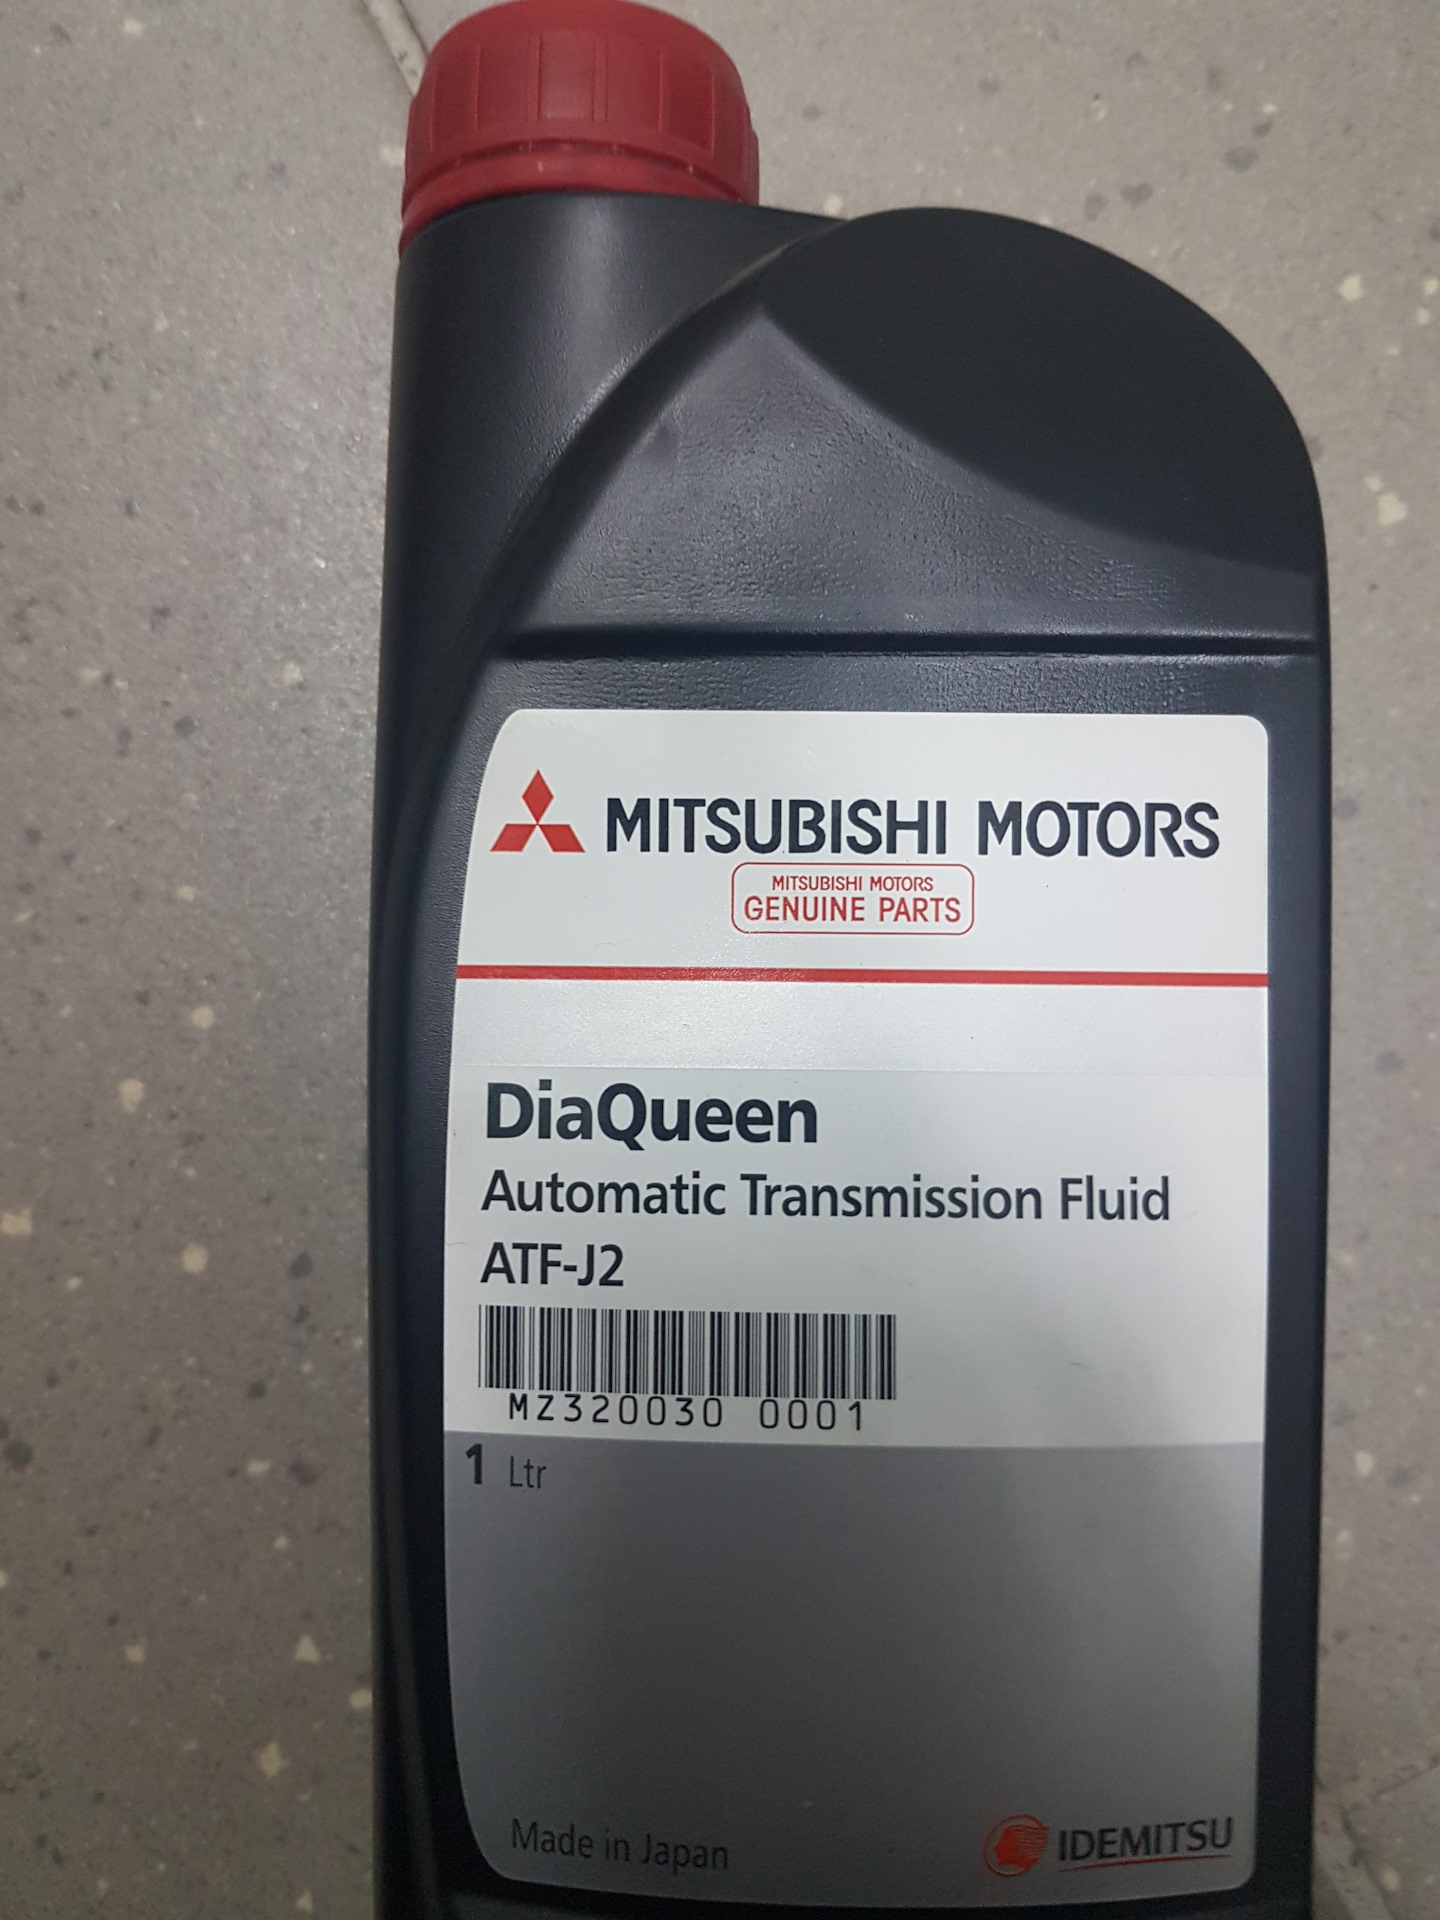 MITSUBISHI MOTORS
MITSUBISHI MOTORS
GENUINE PARTS
DiaQueen
Automatic Transmission Fluid
ATF-J2
MZ320030 0001
1 Ltr
Made in Japan
IDEMITSU